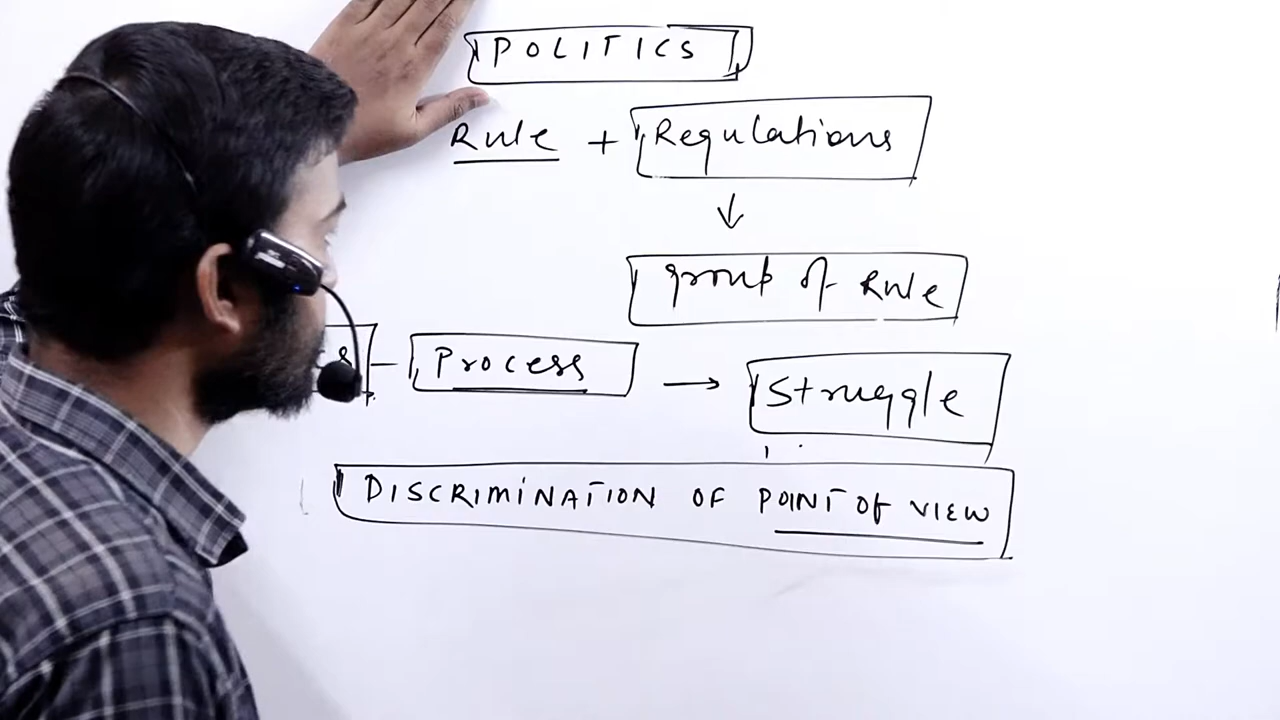 POLITICS
Rule + Regulations
↓
group of Rule
Process → Struggle
DISCRIMINATION OF POINT OF VIEW